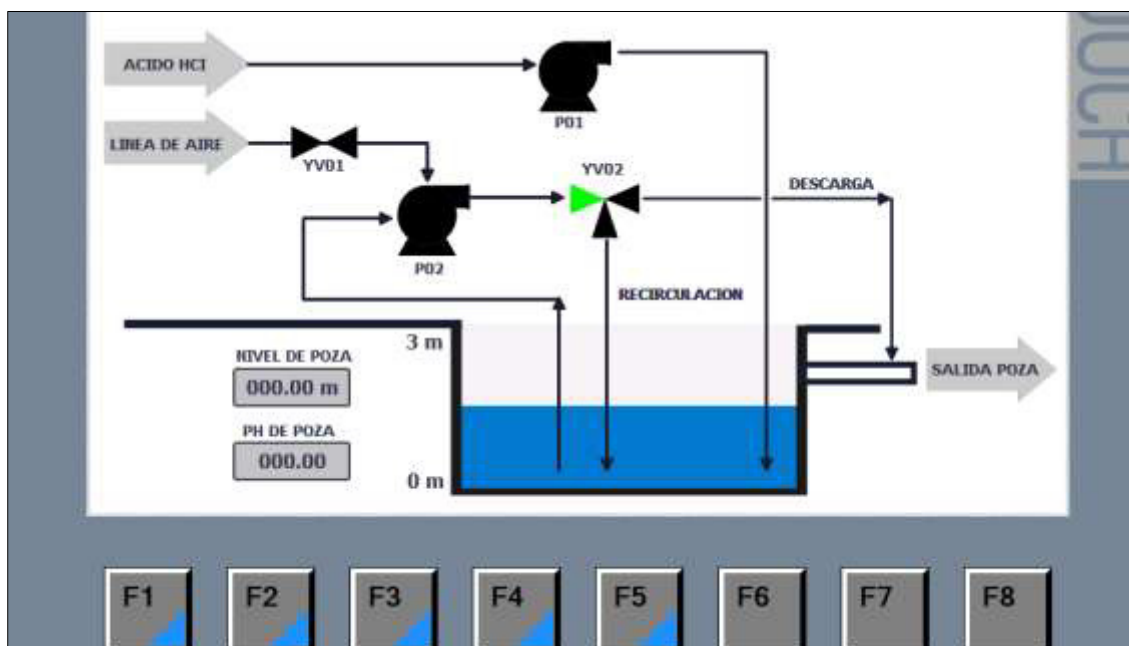 ACIDO HCl
P01
LINEA DE AIRE
YV01
YV02
DESCARGA
P02
RECIRCULACION
3 m
NIVEL DE POZA
000.00 m
SALIDA POZA
PH DE POZA
000.00
0 m
F1 F2 F3 F4 F5 F6 F7 F8